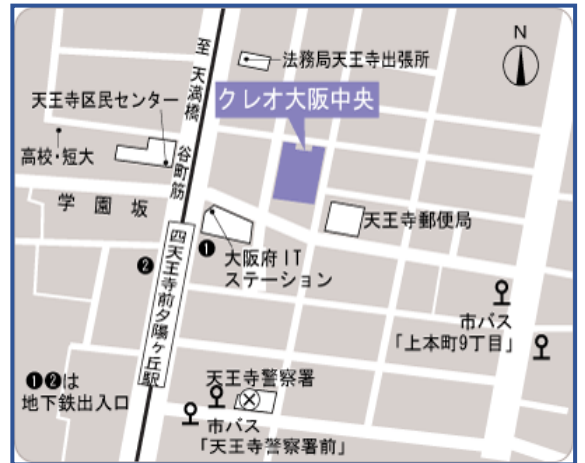 N
至天満橋
谷町筋
法務局天王寺出張所
クレオ大阪中央
天王寺区民センター
高校・短大
学園坂
天王寺郵便局
❶
大阪府IT
ステーション
❷
四天王寺前夕陽ヶ丘駅
市バス
「上本町9丁目」
❶❷は
地下鉄出入口
天王寺警察署
市バス
「天王寺警察署前」